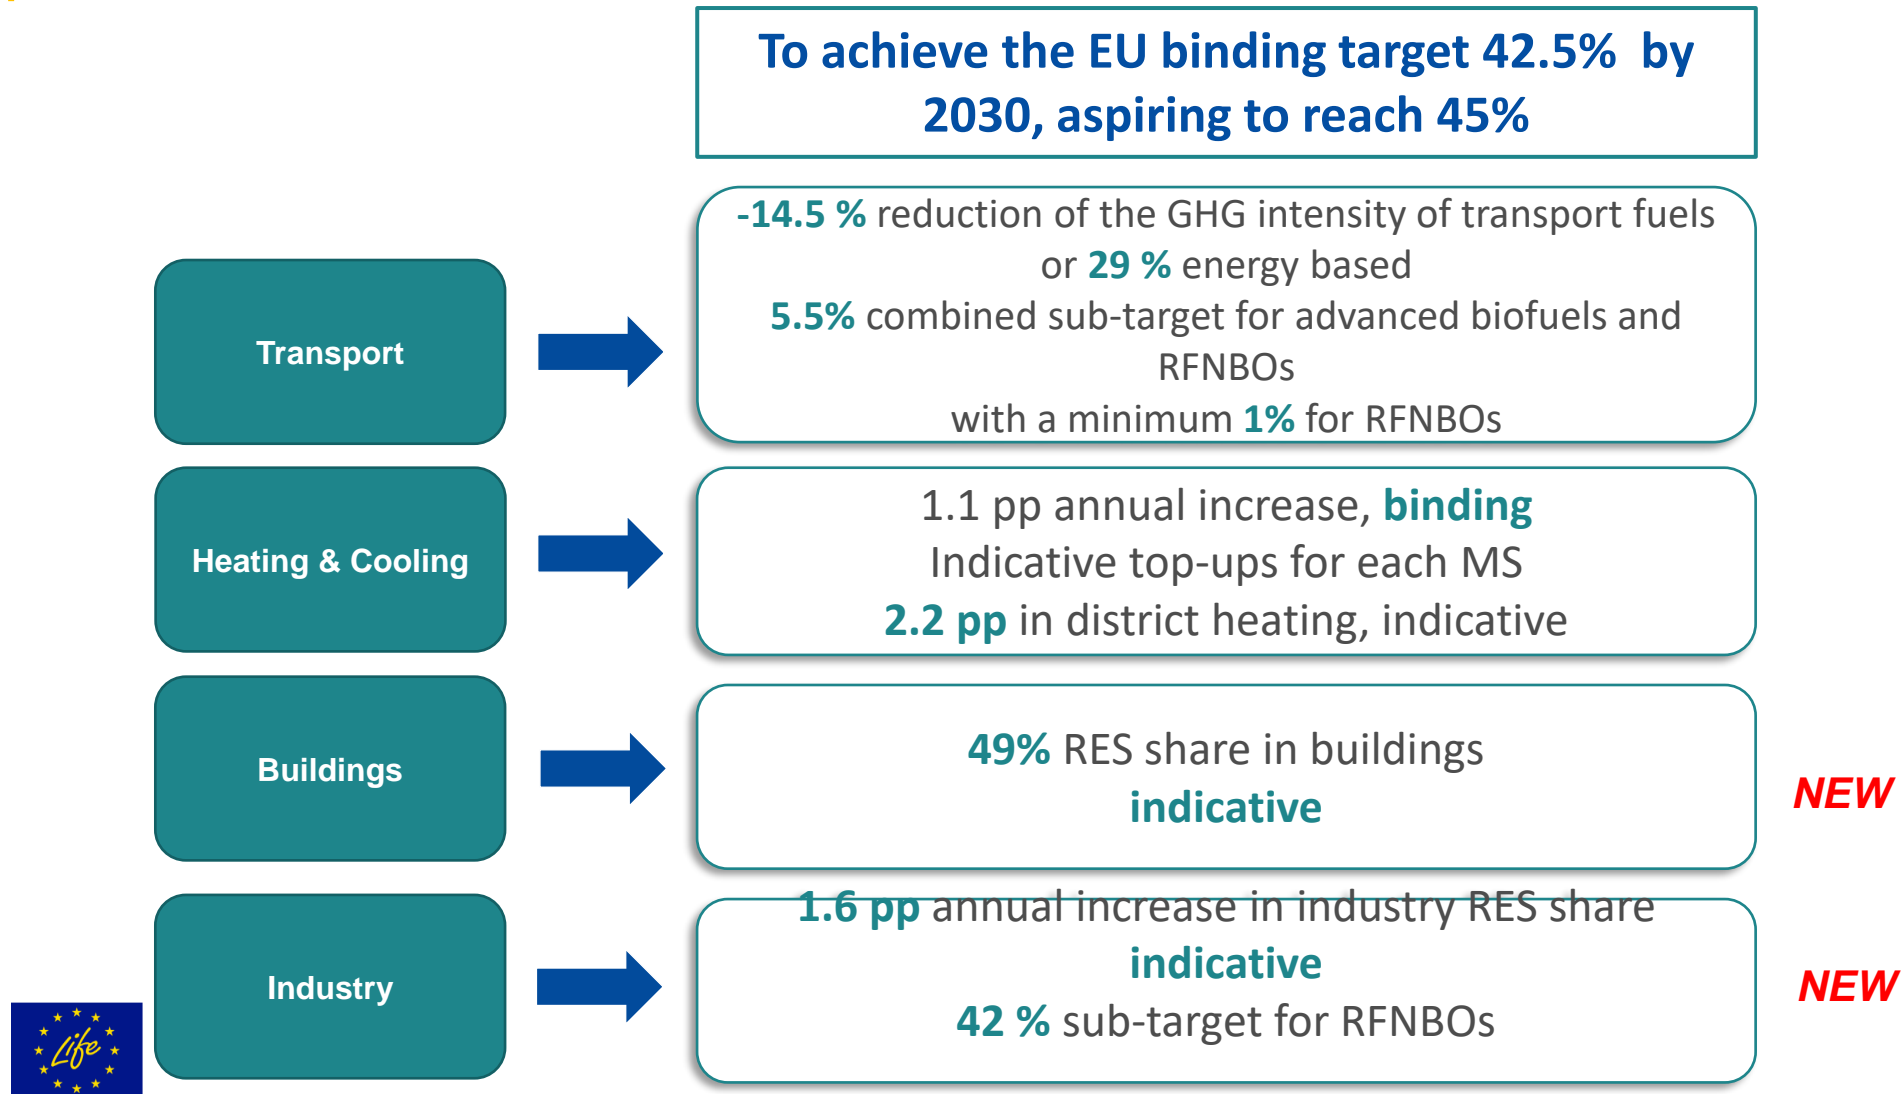 To achieve the EU binding target 42.5% by
2030, aspiring to reach 45%
Transport
-14.5 % reduction of the GHG intensity of transport fuels
or 29 % energy based
5.5% combined sub-target for advanced biofuels and
RFNBOs
with a minimum 1% for RFNBOs
Heating & Cooling
1.1 pp annual increase, binding
Indicative top-ups for each MS
2.2 pp in district heating, indicative
Buildings
49% RES share in buildings
indicative
NEW
Industry
1.6 pp annual increase in industry RES share
indicative
42 % sub-target for RFNBOs
NEW
Life